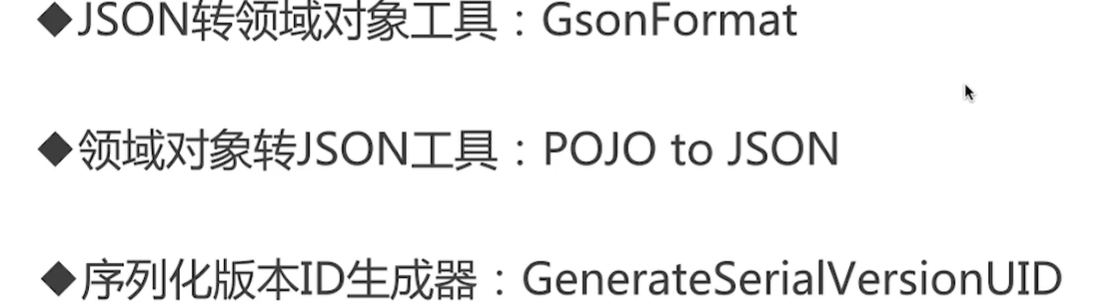 ◆JSON转领域对象工具：GsonFormat
◆领域对象转JSON工具：POJO to JSON
◆序列化版本ID生成器：GenerateSerialVersionUID